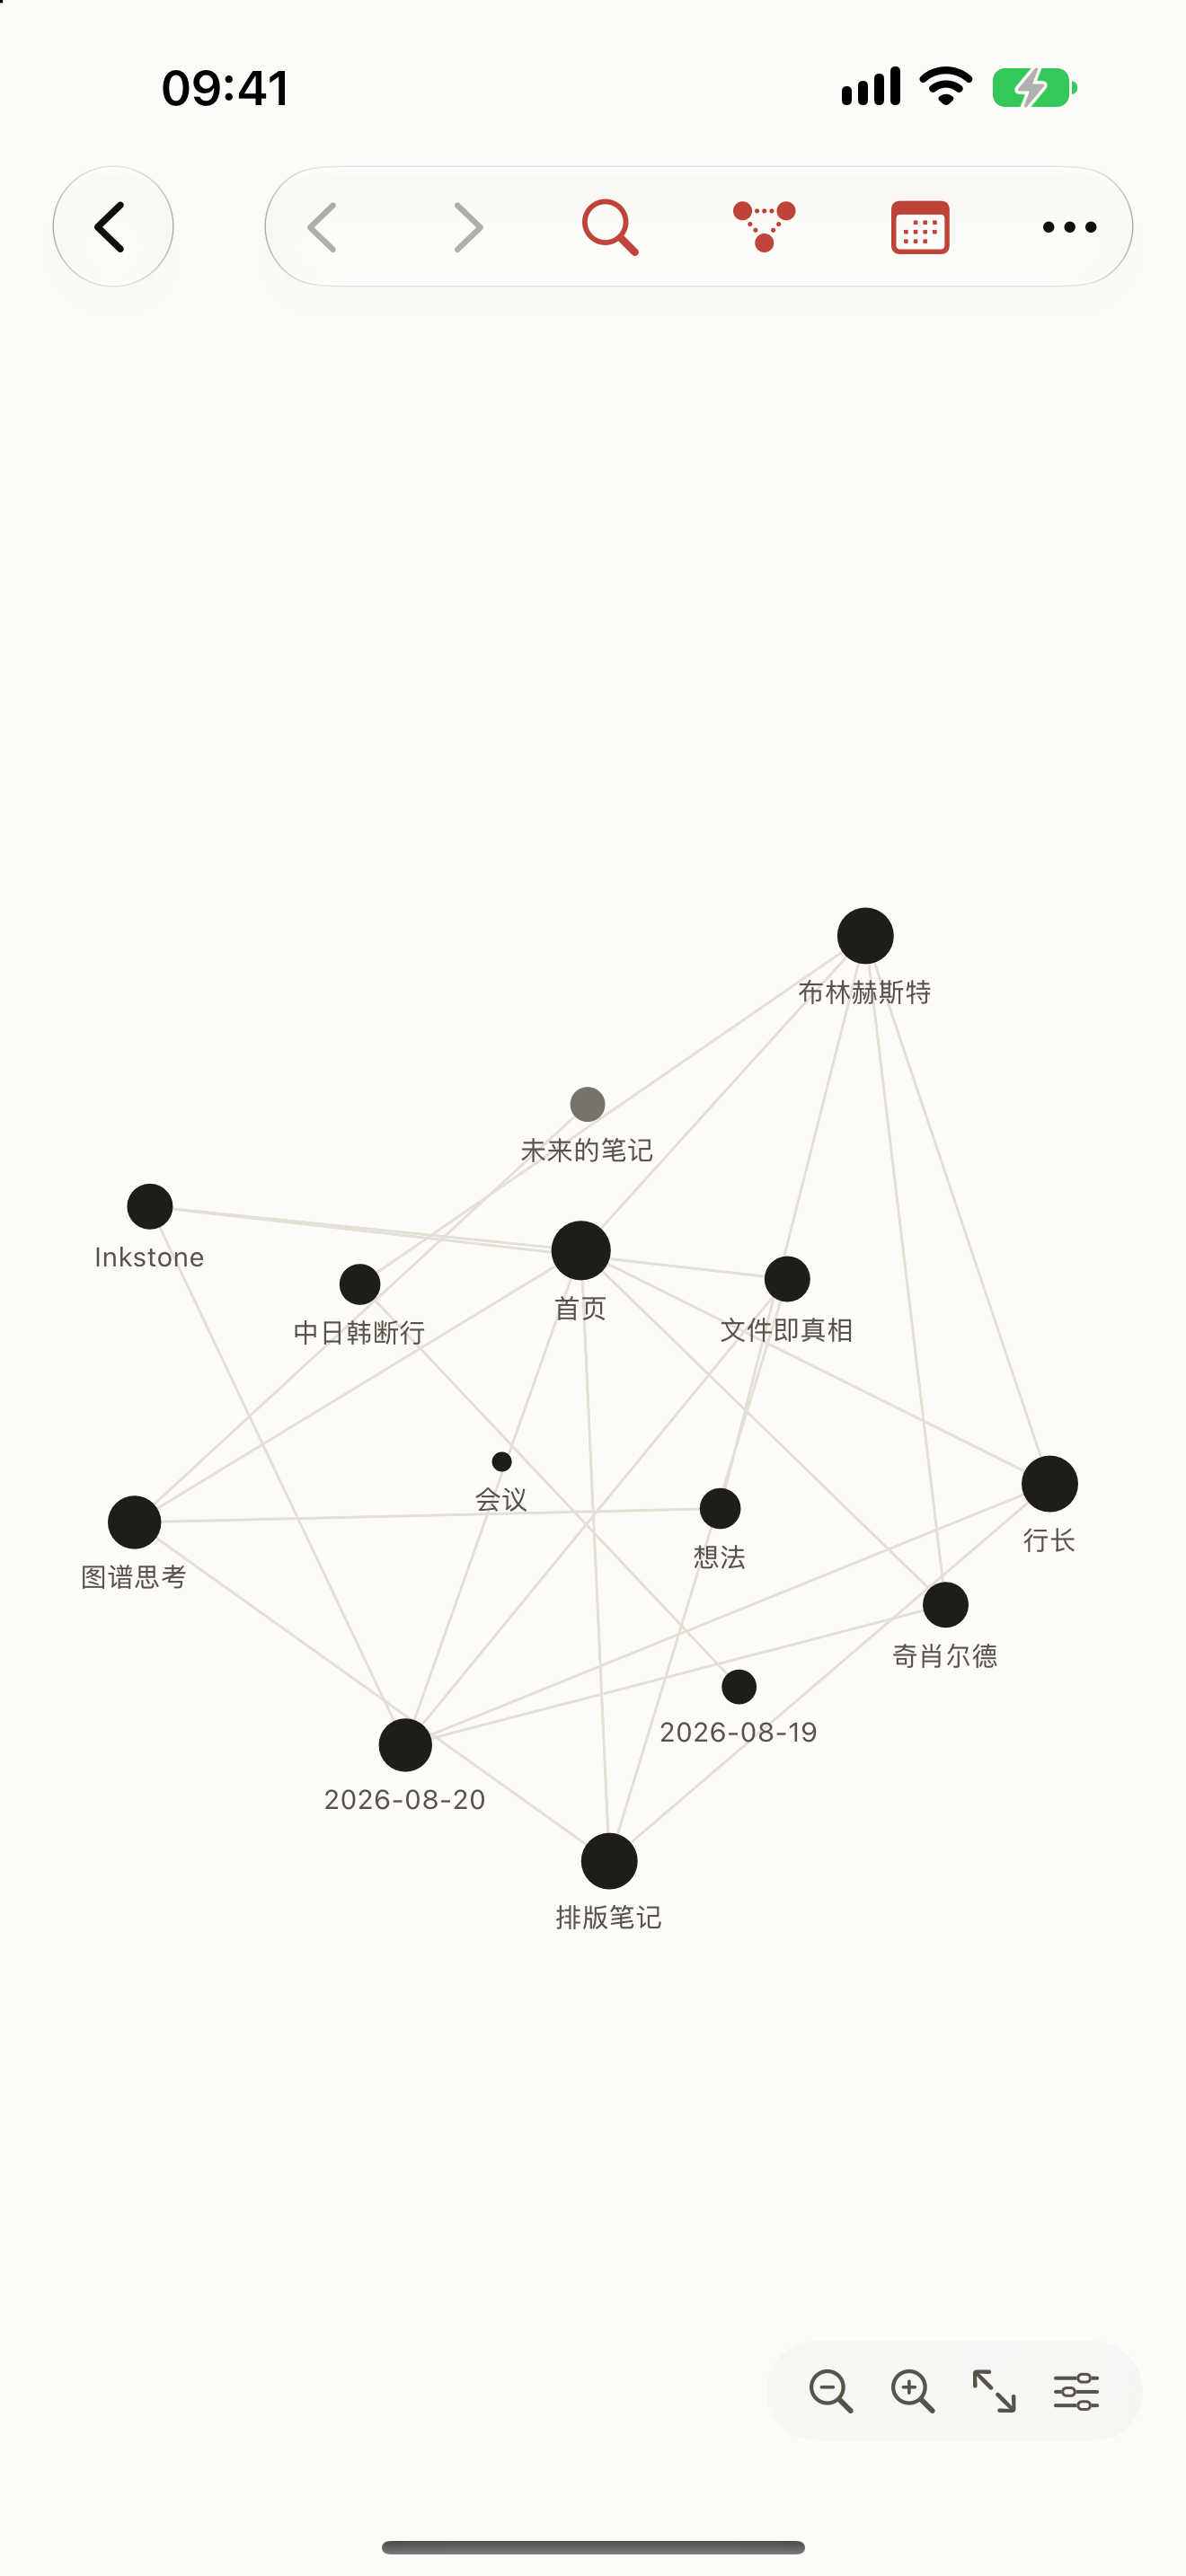 09:41
布林赫斯特
未来的笔记
Inkstone
首页
中日韩断行
文件即真相
会议
行长
想法
图谱思考
奇肖尔德
2026-08-19
2026-08-20
排版笔记